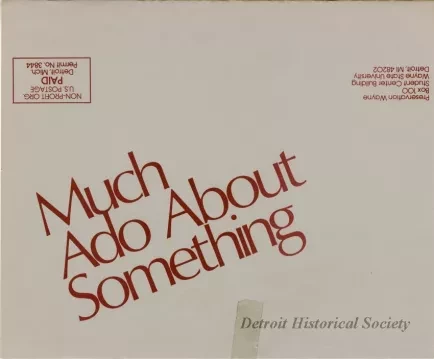 NON-PROFIT ORG.
U.S. POSTAGE
PAID
Detroit, Mich.
Permit No. 3844
Preservation Wayne
Box 100
Student Center Building
Wayne State University
Detroit, MI 48202
Much
Ado About
Something
Detroit Historical Society